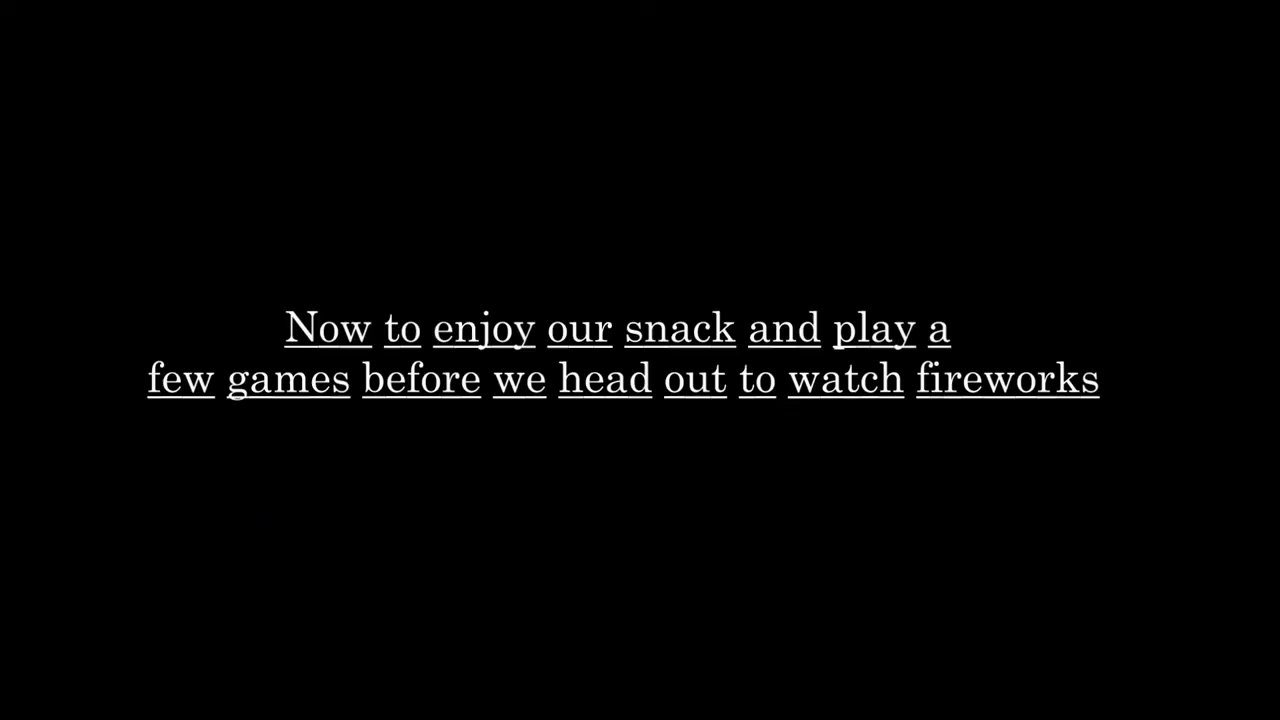 Now to enjoy our snack and play a
few games before we head out to watch fireworks